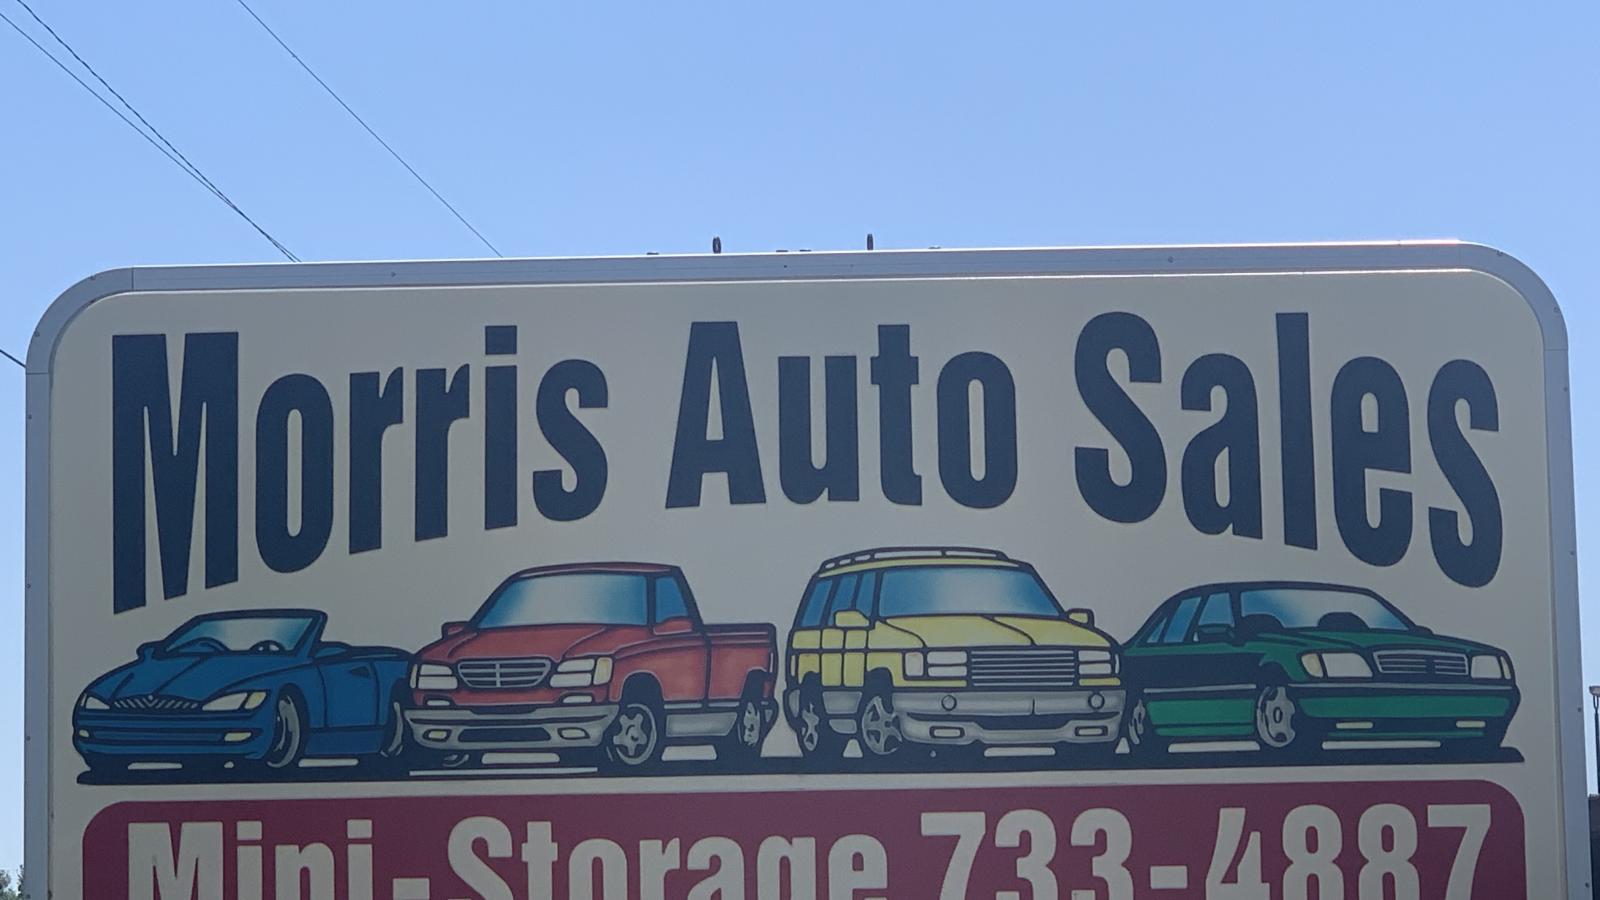 Morris Auto Sales
Mini-Storage 733-4887